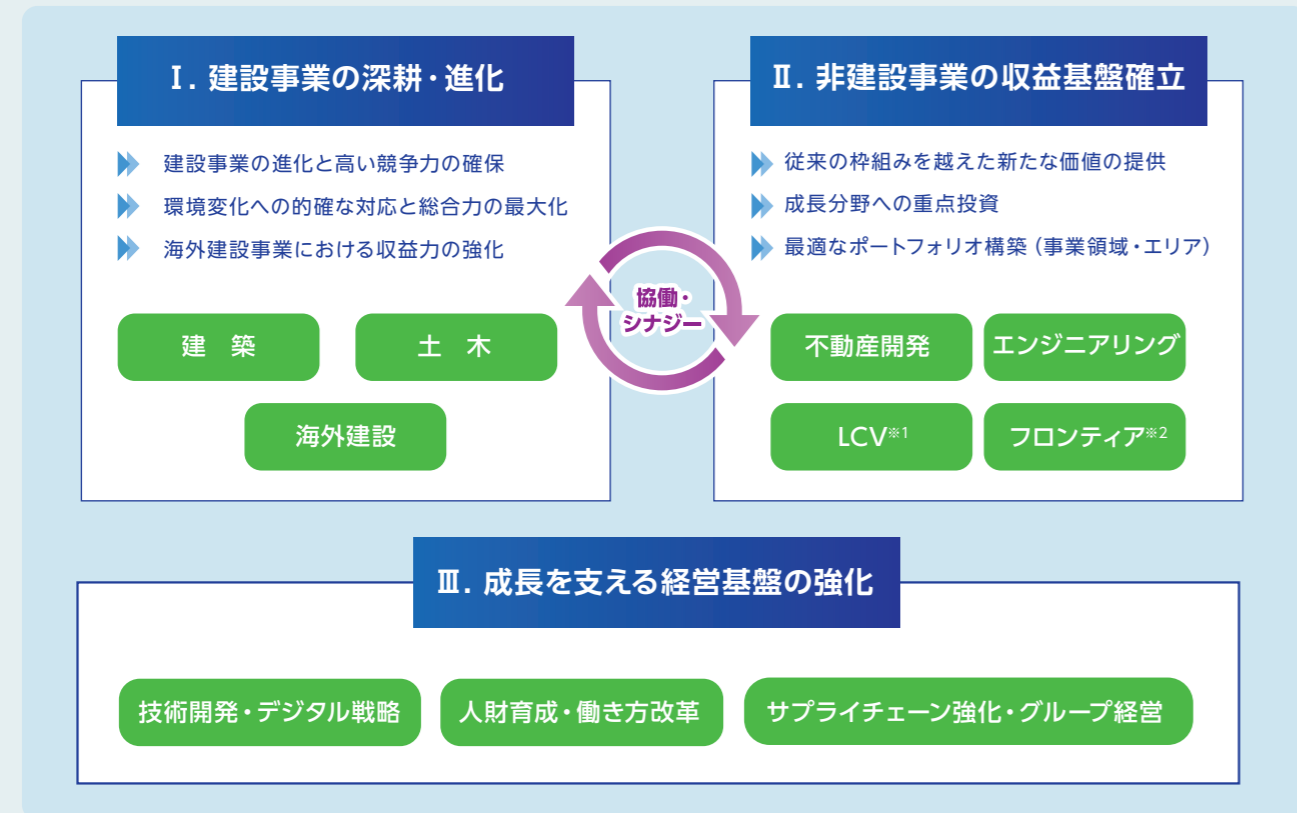 Ⅰ. 建設事業の深耕・進化
建設事業の進化と高い競争力の確保
環境変化への的確な対応と総合力の最大化
海外建設事業における収益力の強化
建　築
土　木
海外建設
協働・
シナジー
Ⅱ. 非建設事業の収益基盤確立
従来の枠組みを越えた新たな価値の提供
成長分野への重点投資
最適なポートフォリオ構築（事業領域・エリア）
不動産開発
エンジニアリング
LCV※1
フロンティア※2
Ⅲ. 成長を支える経営基盤の強化
技術開発・デジタル戦略
人財育成・働き方改革
サプライチェーン強化・グループ経営